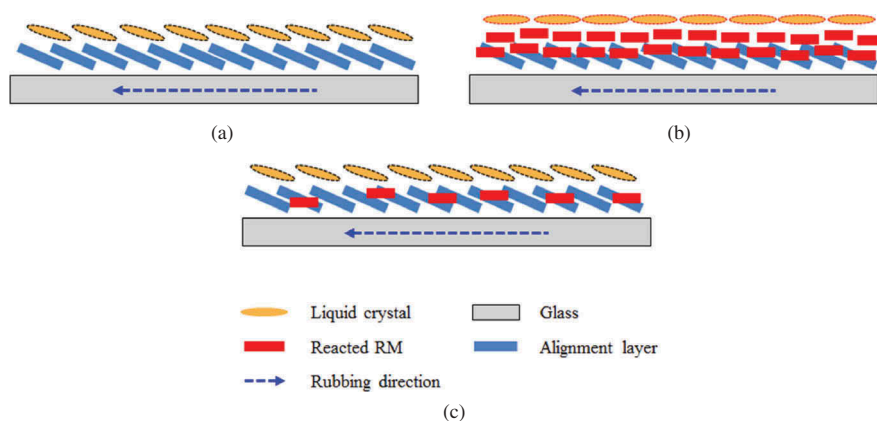 (a)
(b)
Liquid crystal
Glass
Reacted RM
Alignment layer
Rubbing direction
(c)